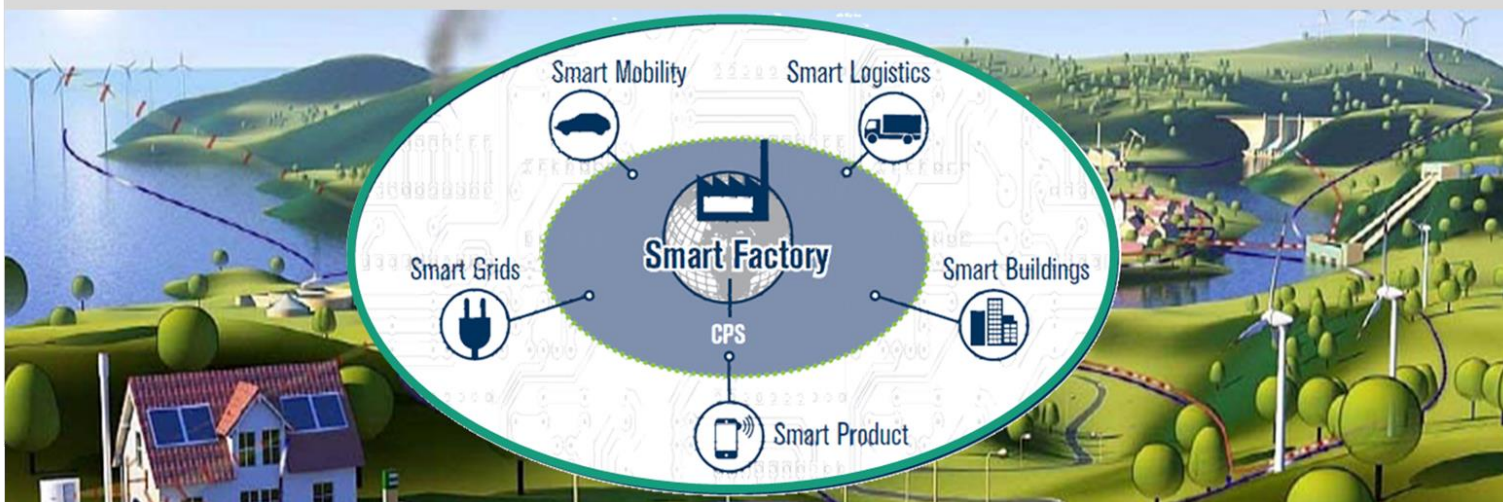 Smart Mobility
Smart Logistics
Smart Factory
Smart Grids
Smart Buildings
CPS
Smart Product